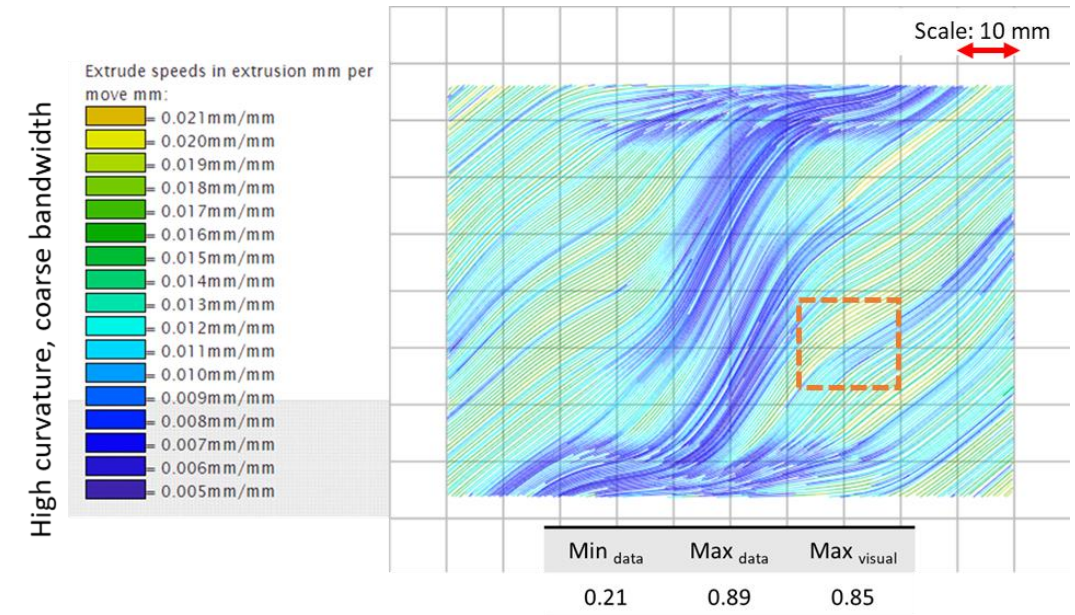 Scale: 10 mm
High curvature, coarse bandwidth
Extrude speeds in extrusion mm per
move mm:
= 0.021mm/mm
= 0.020mm/mm
= 0.019mm/mm
= 0.018mm/mm
= 0.017mm/mm
= 0.016mm/mm
= 0.015mm/mm
= 0.014mm/mm
= 0.013mm/mm
= 0.012mm/mm
= 0.011mm/mm
= 0.010mm/mm
= 0.009mm/mm
= 0.008mm/mm
= 0.007mm/mm
= 0.006mm/mm
= 0.005mm/mm
Min data Max data Max visual
0.21 0.89 0.85